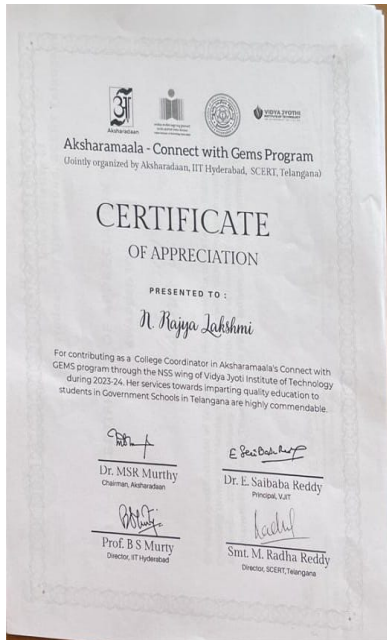 अ
Aksharadaan
VIDYA JYOTHI
Aksharamaala - Connect with Gems Program
(Jointly organized by Aksharadaan, IIT Hyderabad, SCERT, Telangana)
CERTIFICATE
OF APPRECIATION
PRESENTED TO :
N. Rajya Lakshmi
For contributing as a College Coordinator in Aksharamaala's Connect with
GEMS program through the NSS wing of Vidya Jyoti Institute of Technology
during 2023-24. Her services towards imparting quality education to
students in Government Schools in Telangana are highly commendable.
E Sai Baba Reddy
Dr. MSR Murthy
Chairman, Aksharadaan
Dr. E. Saibaba Reddy
Principal, VJIT
Prof. B S Murty
Director, IIT Hyderabad
Smt. M. Radha Reddy
Director, SCERT, Telangana